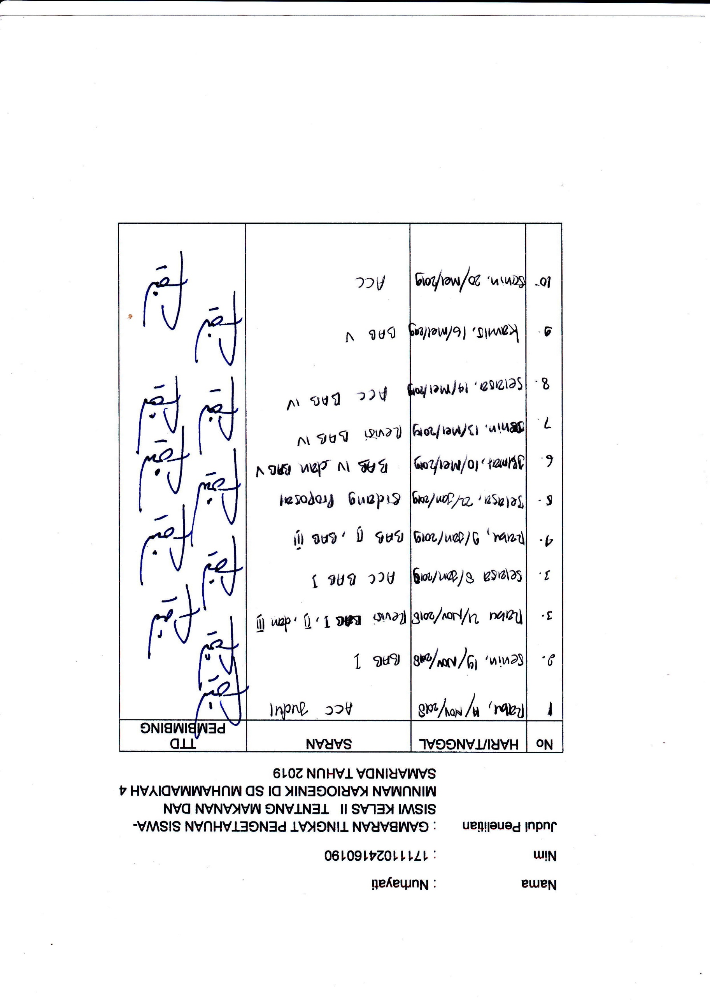 Nama : Nurhayati
Nim : 17111024160190
Judul Penelitian : GAMBARAN TINGKAT PENGETAHUAN SISWA-
SISWI KELAS II TENTANG MAKANAN DAN
MINUMAN KARIOGENIK DI SD MUHAMMADIYAH 4
SAMARINDA TAHUN 2019
No HARI/TANGGAL SARAN TTD
PEMBIMBING
1 Rabu, 14/Nov/2018 ACC Judul
2. Senin, 19/Nov/2018 BAB I
3. Rabu 21/Nov/2018 Revisi BAB I, II, dan III
3. Selasa 8/Jan/2019 ACC BAB I
4. Rabu, 9/Jan/2019 BAB II, BAB III
5. Selasa, 22/Jan/2019 Sidang Proposal
6. Jumat, 10/Mei/2019 BAB IV dan BAB V
7. Senin, 13/Mei/2019 Revisi BAB IV
8. Selasa, 14/Mei/2019 ACC BAB IV
9. Kamis, 16/Mei/2019 BAB V
10. Senin, 20/Mei/2019 ACC